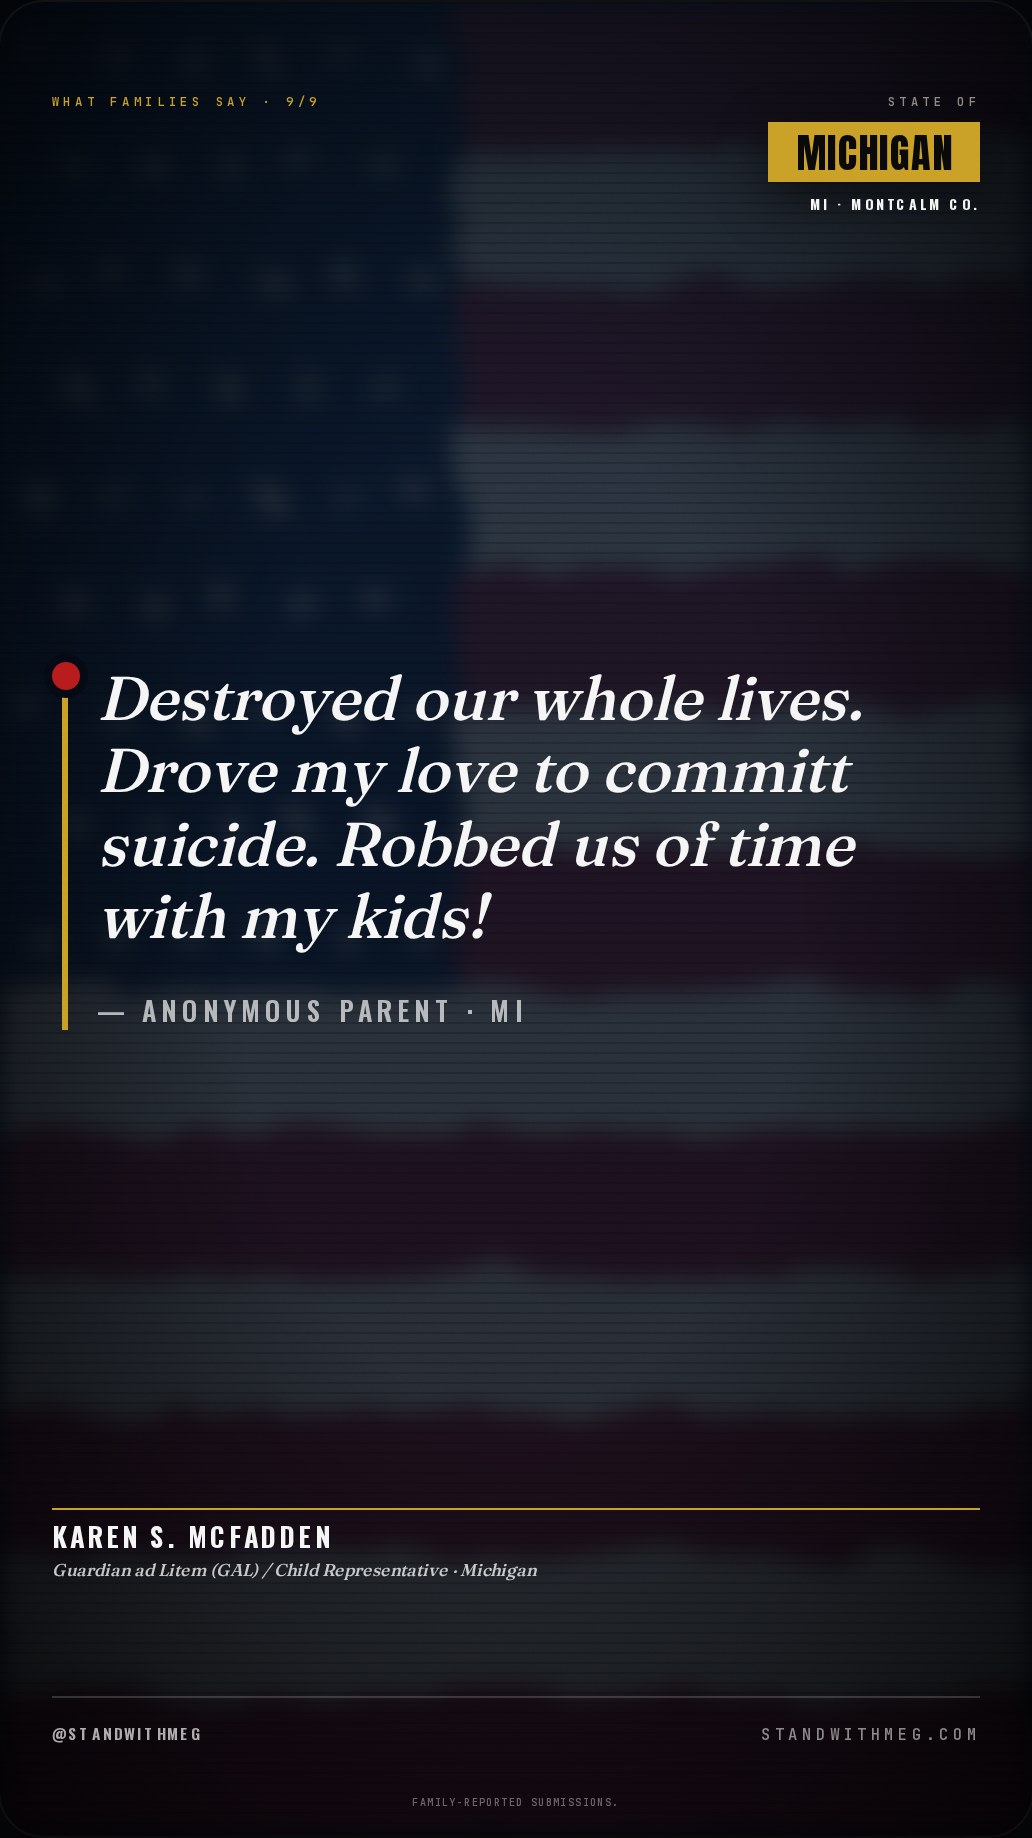 WHAT FAMILIES SAY · 9/9
STATE OF
MICHIGAN
MI · MONTCALM CO.
Destroyed our whole lives.
Drove my love to committ
suicide. Robbed us of time
with my kids!
— ANONYMOUS PARENT · MI
KAREN S. MCFADDEN
Guardian ad Litem (GAL) / Child Representative · Michigan
@STANDWITHMEG
STANDWITHMEG.COM
FAMILY-REPORTED SUBMISSIONS.